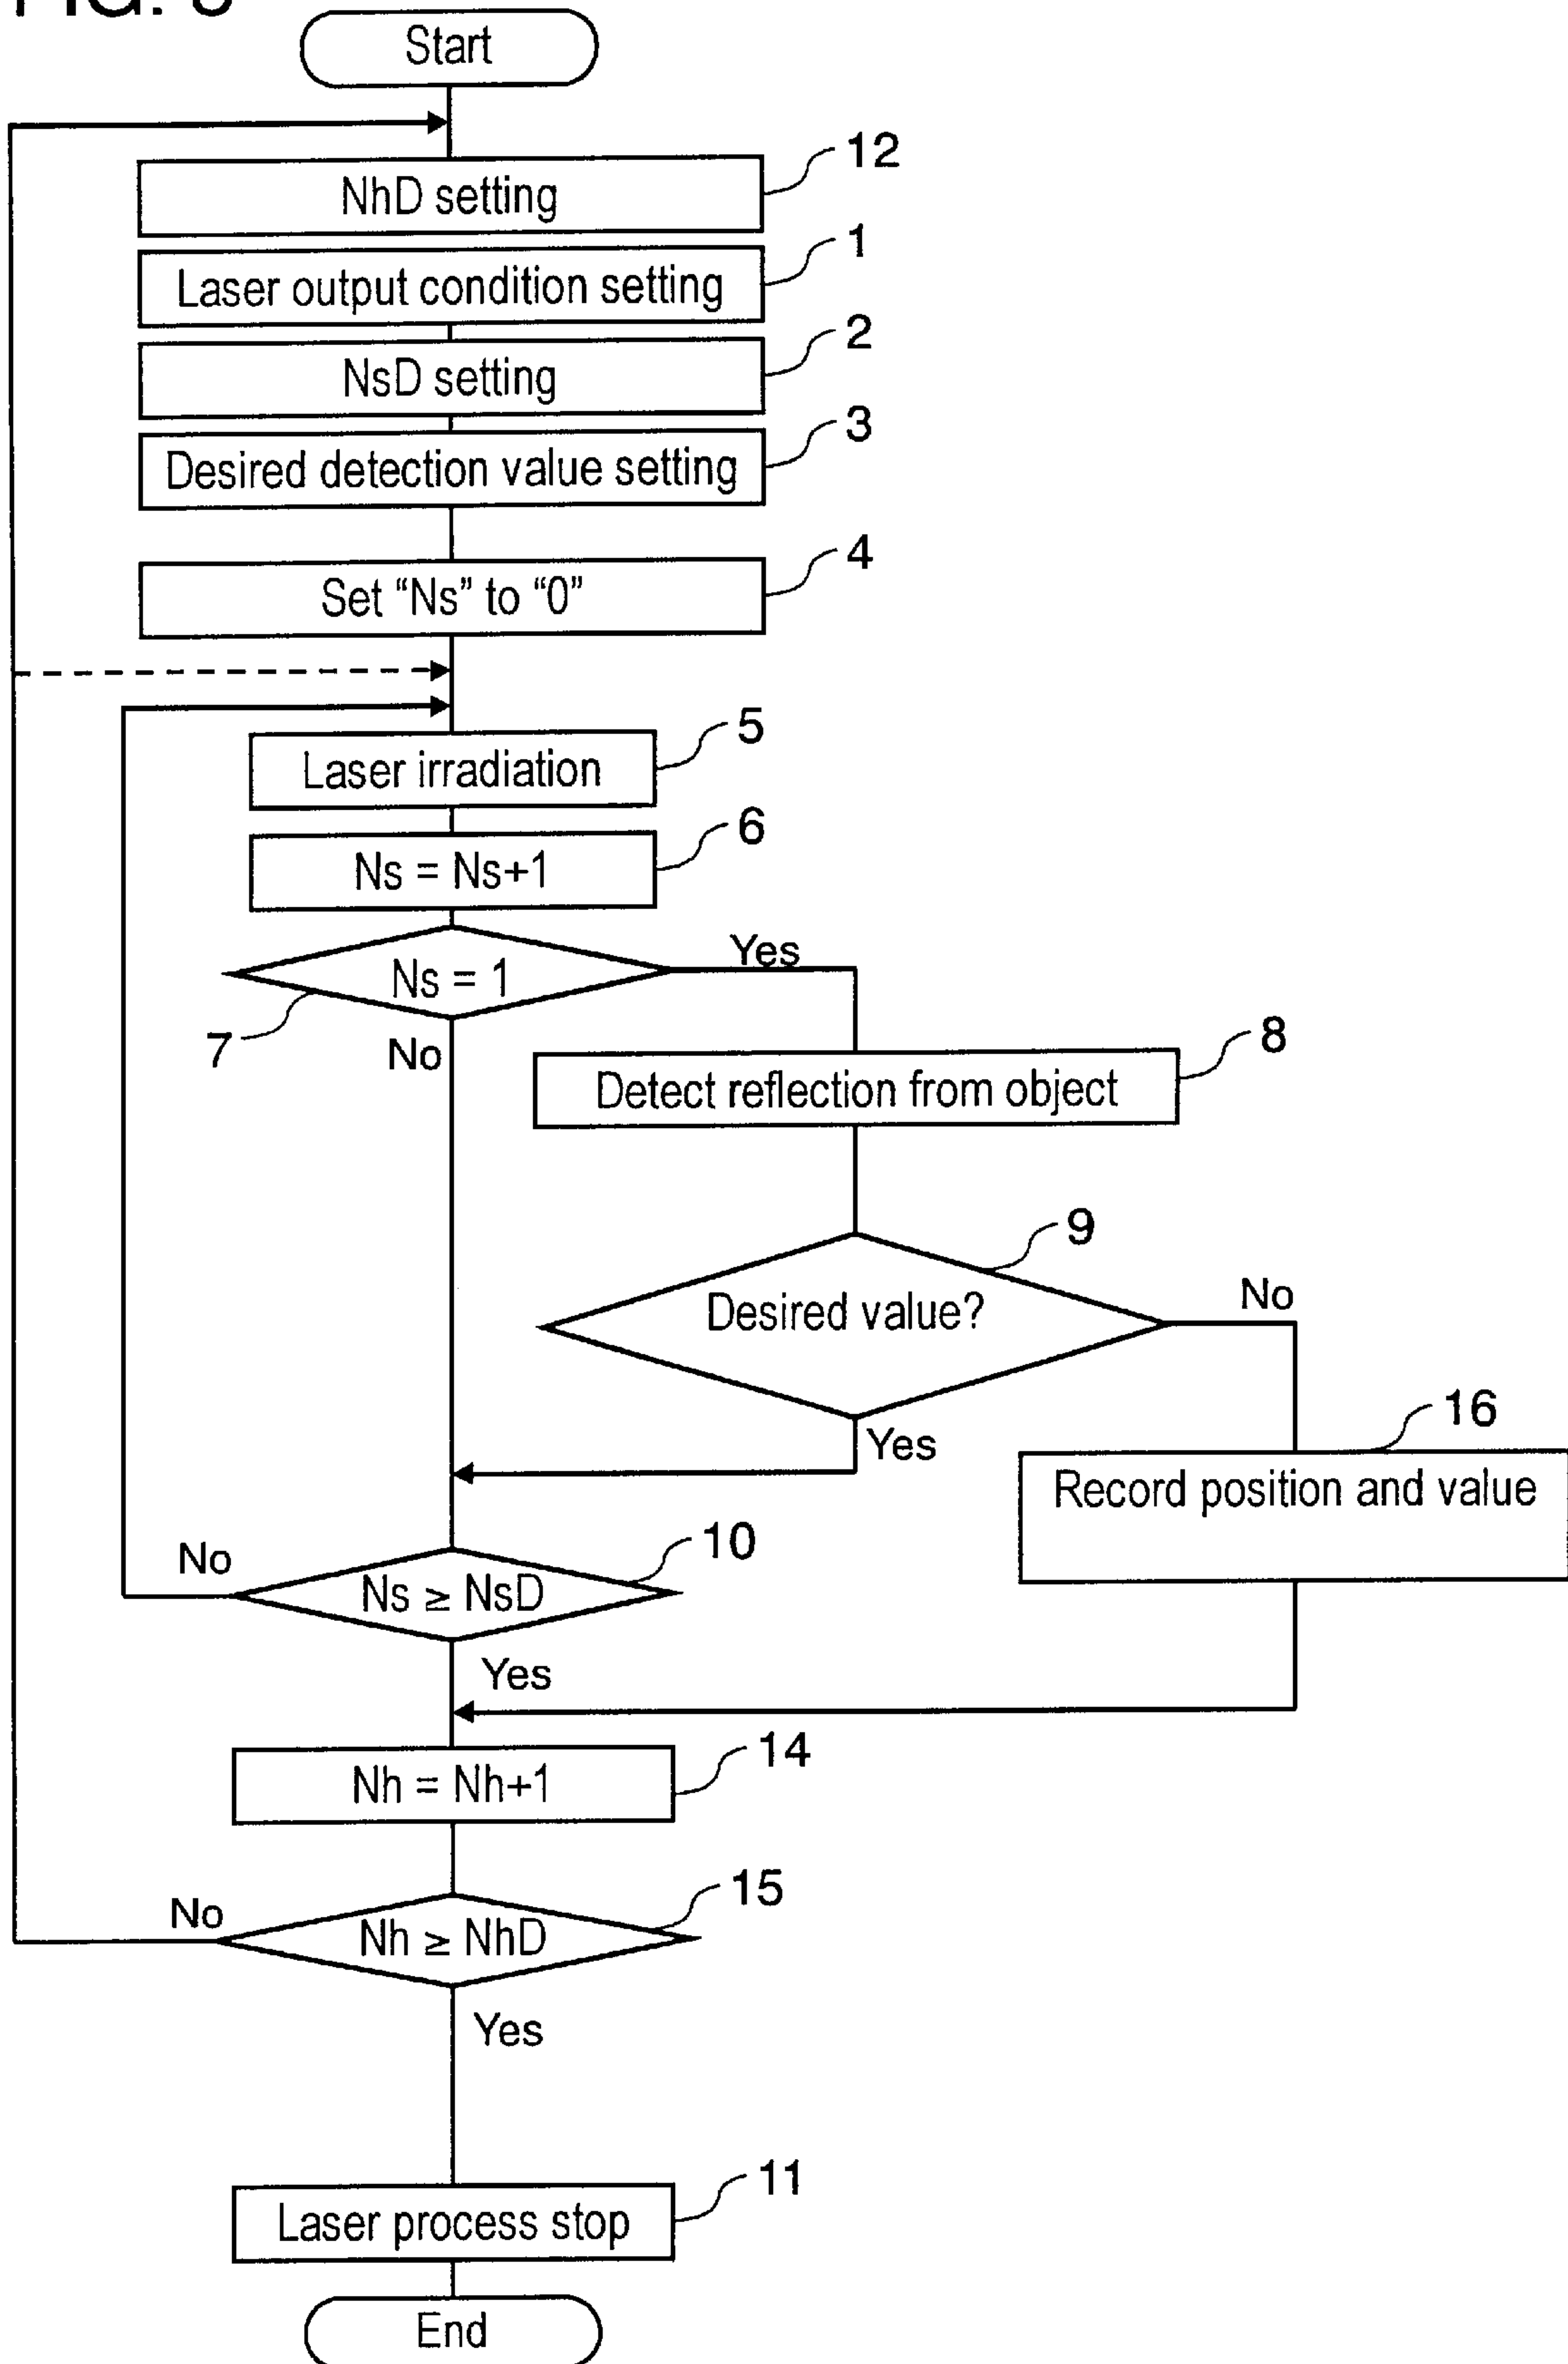 Start
12
NhD setting
1
Laser output condition setting
2
NsD setting
3
Desired detection value setting
4
Set “Ns” to “0”
5
Laser irradiation
6
Ns = Ns+1
Yes
Ns = 1
7
No
8
Detect reflection from object
9
Desired value?
No
Yes
16
Record position and value
10
No
Ns ≥ NsD
Yes
14
Nh = Nh+1
15
No
Nh ≥ NhD
Yes
11
Laser process stop
End